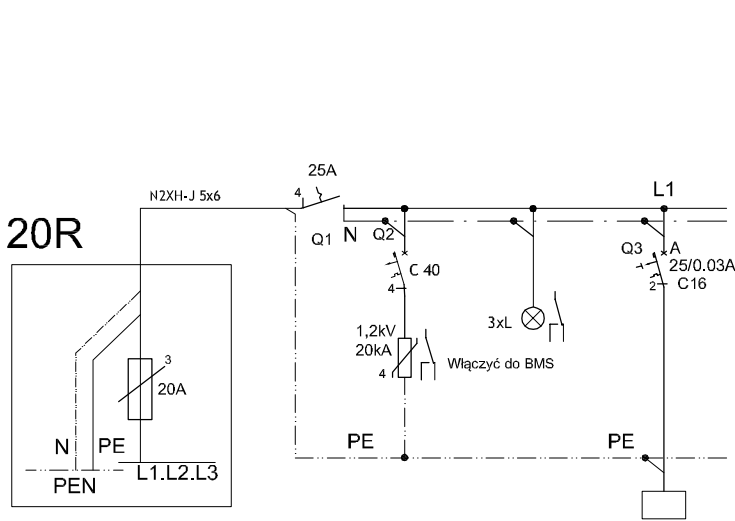 25A
4
N2XH-J 5x6
L1
20R
Q1
N
Q2
Q3
A
25/0.03A
C 40
2
C16
4
3xL
1,2kV
20kA
4
Włączyć do BMS
3
20A
N
PE
PE
PE
L1.L2.L3
PEN